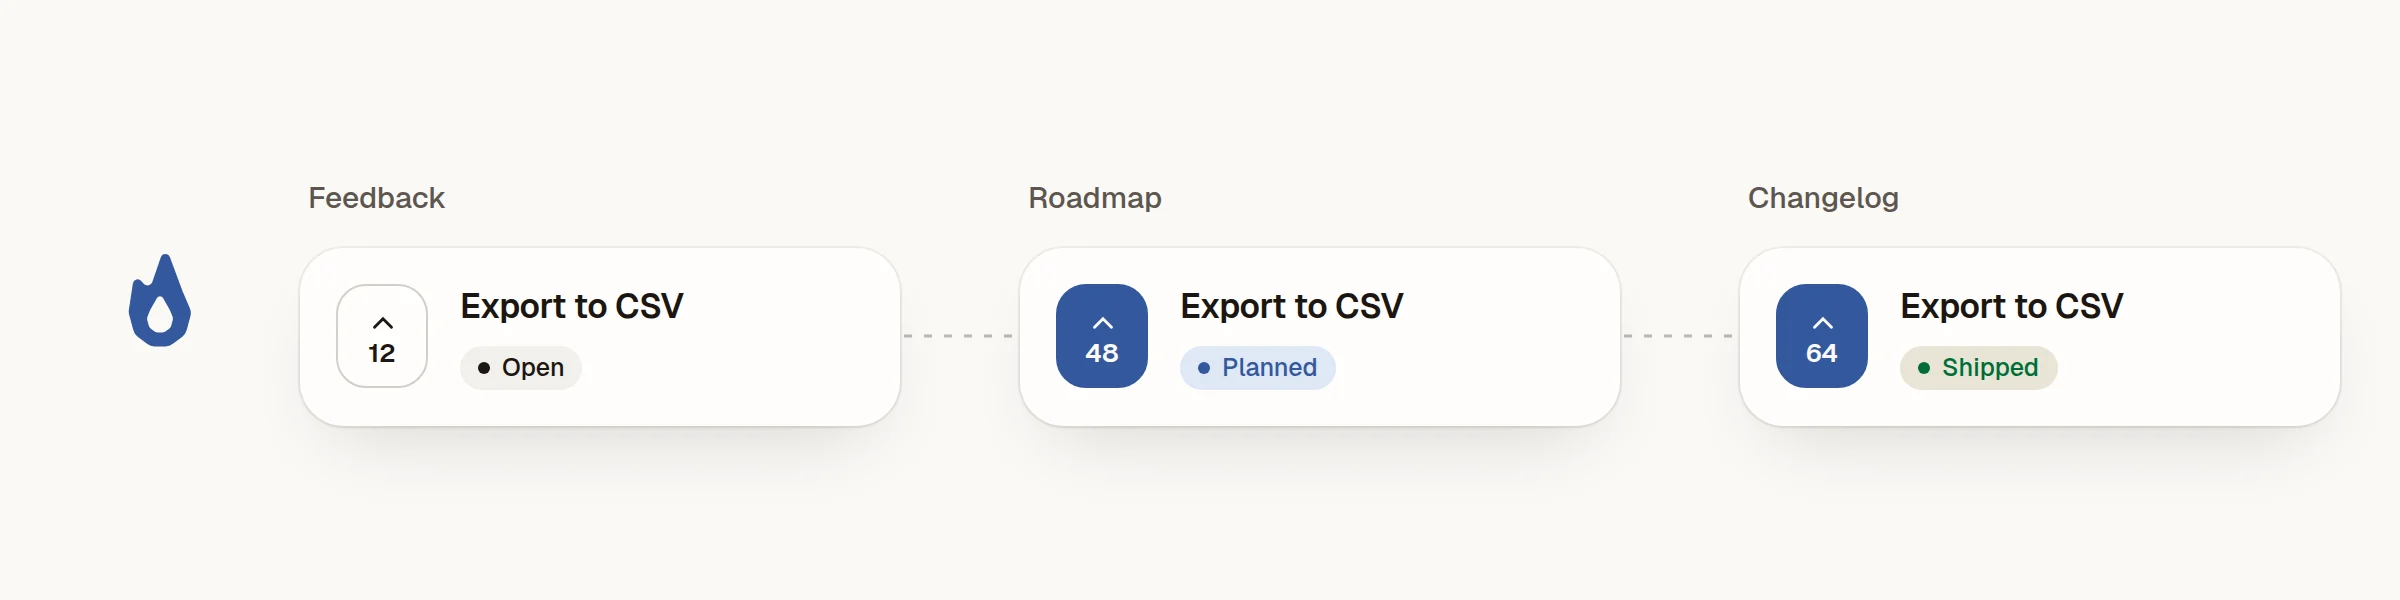 Feedback
12
Export to CSV
Open
Roadmap
48
Export to CSV
Planned
Changelog
64
Export to CSV
Shipped